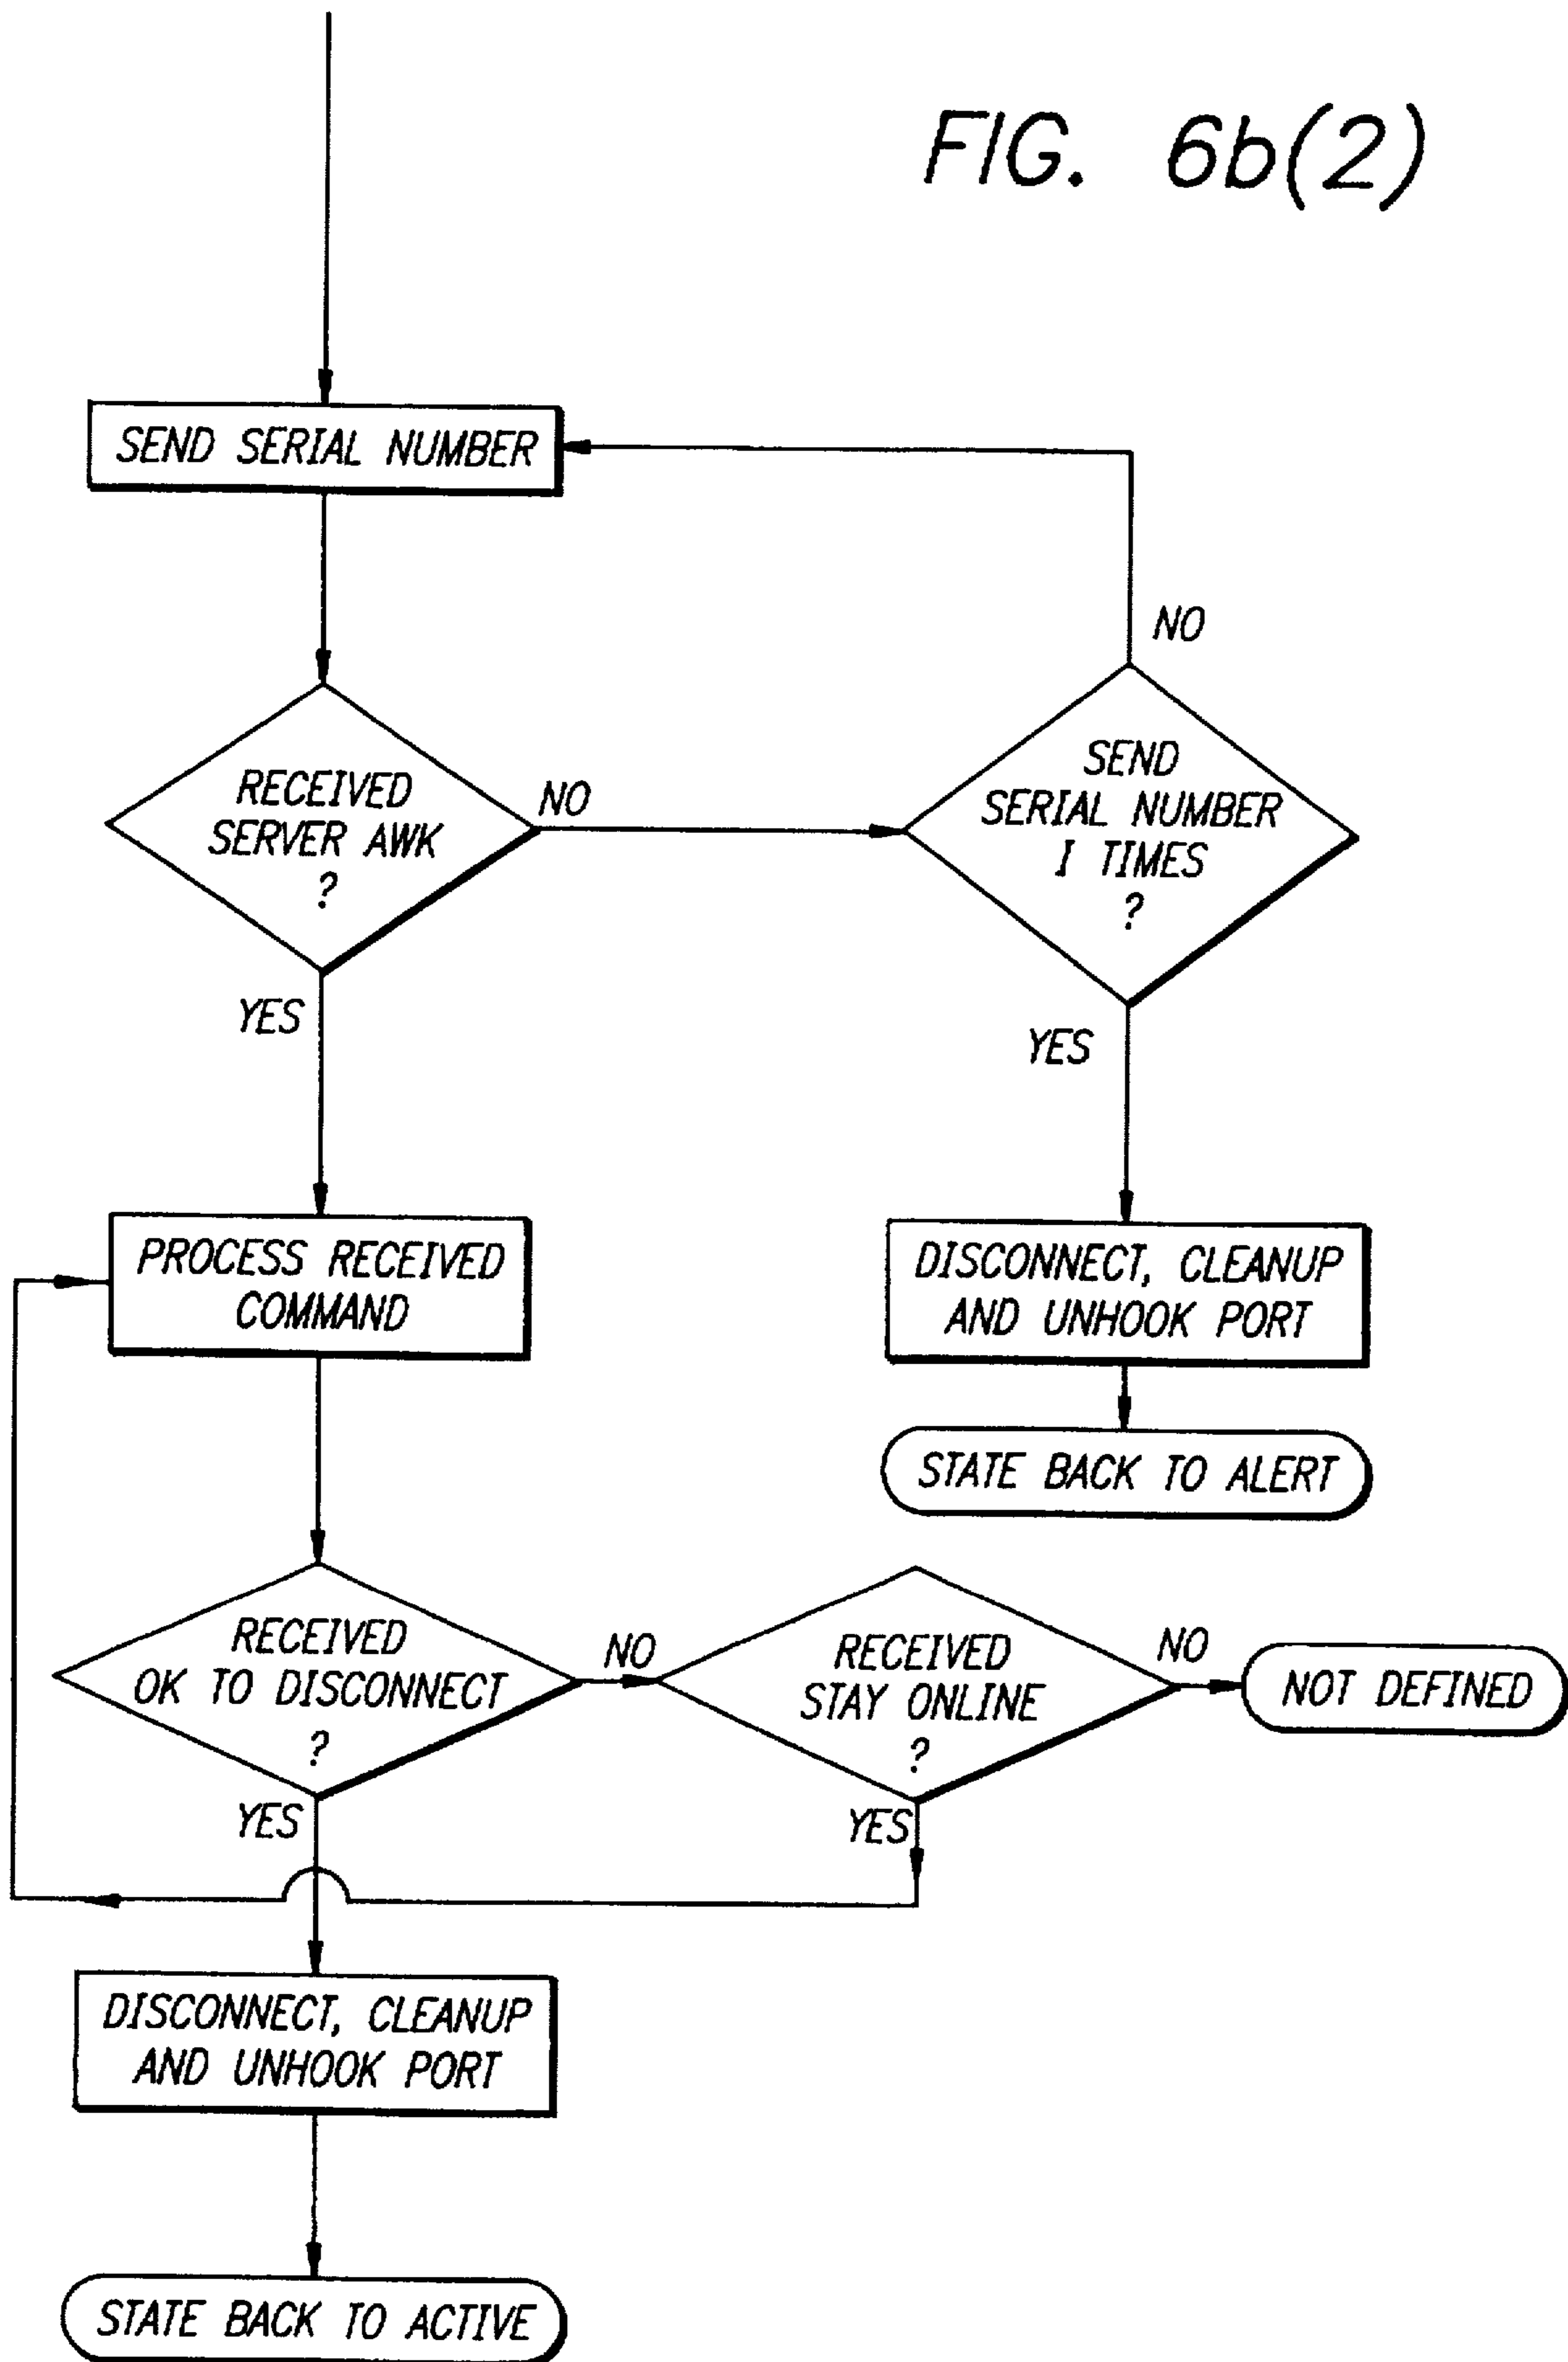 FIG. 6b(2)
SEND SERIAL NUMBER
NO
RECEIVED
SERVER AWK
?
NO
SEND
SERIAL NUMBER
I TIMES
?
YES
YES
PROCESS RECEIVED
COMMAND
DISCONNECT, CLEANUP
AND UNHOOK PORT
STATE BACK TO ALERT
RECEIVED
OK TO DISCONNECT
?
NO
RECEIVED
STAY ONLINE
?
NO
NOT DEFINED
YES
YES
DISCONNECT, CLEANUP
AND UNHOOK PORT
STATE BACK TO ACTIVE